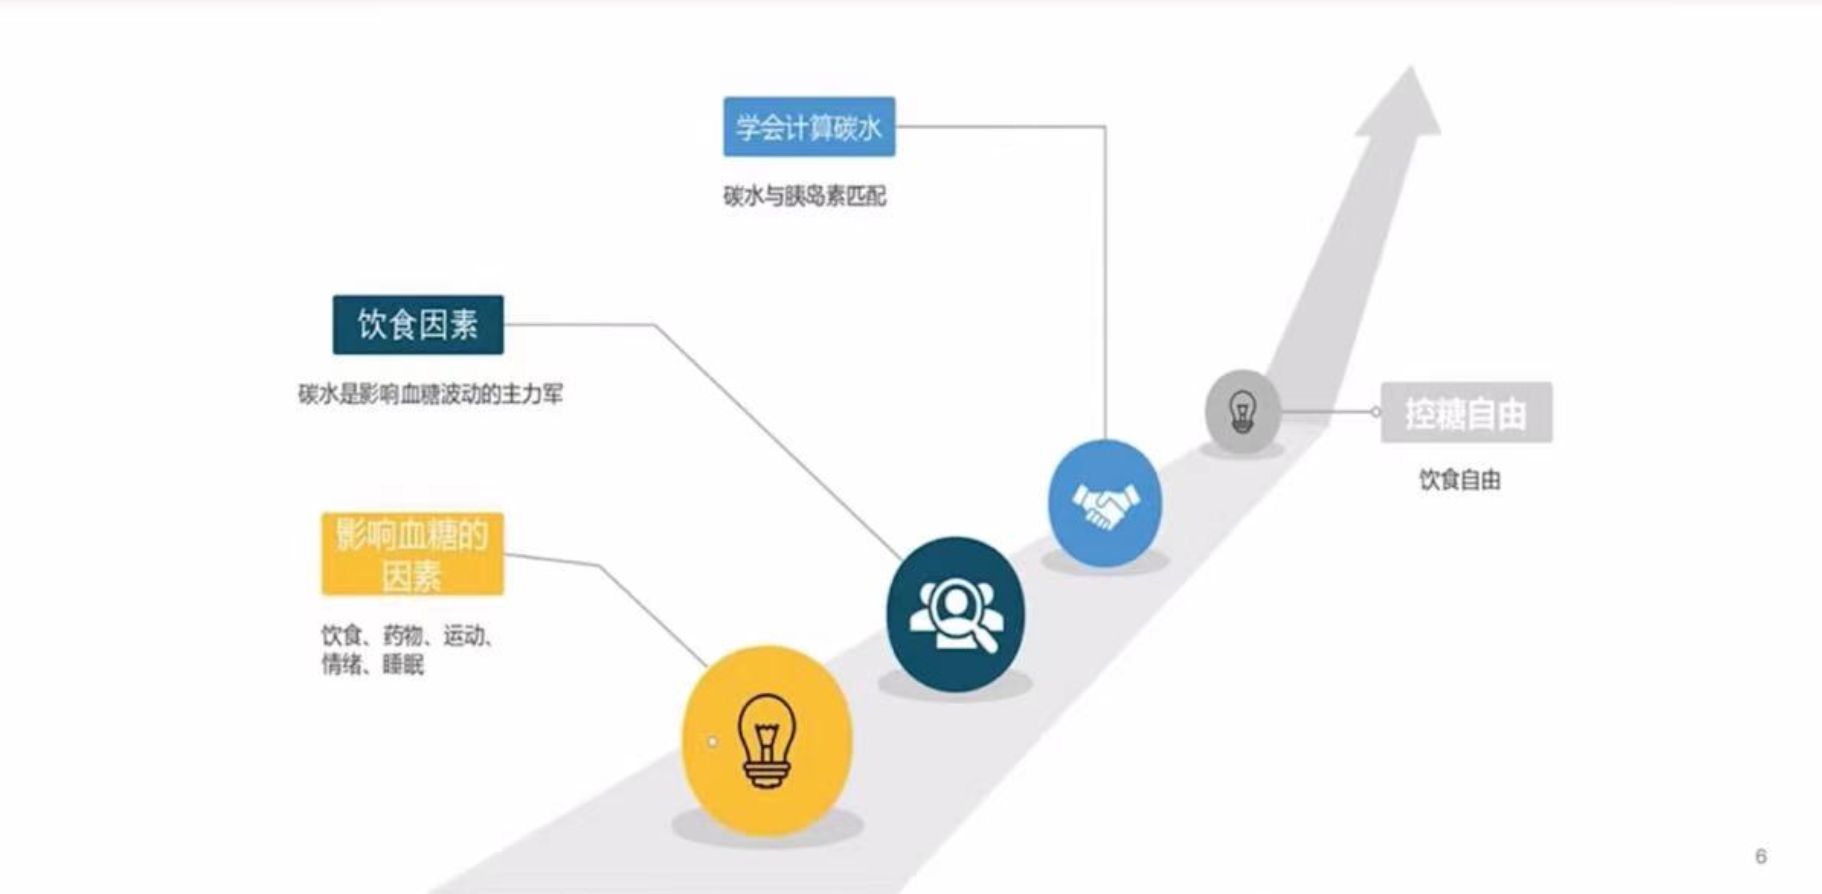 学会计算碳水
碳水与胰岛素匹配
饮食因素
碳水是影响血糖波动的主力军
控糖自由
饮食自由
影响血糖的
因素
饮食、药物、运动、
情绪、睡眠
6